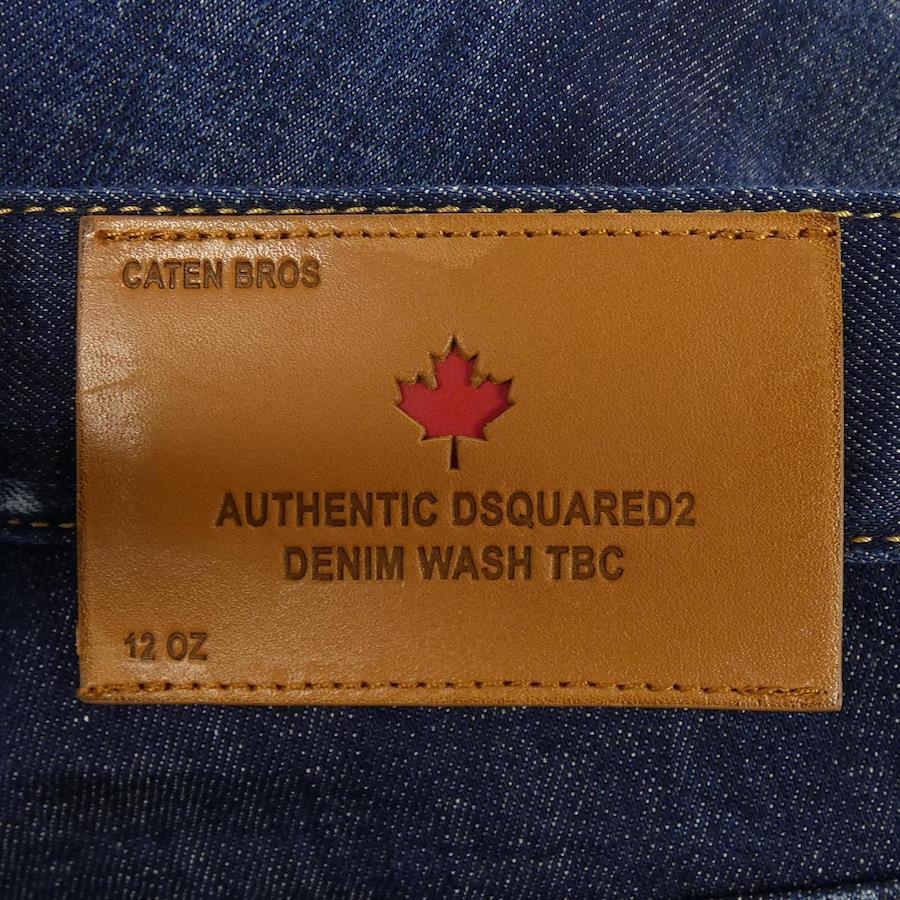 CATEN BROS
AUTHENTIC DSQUARED2
DENIM WASH TBC
12 OZ